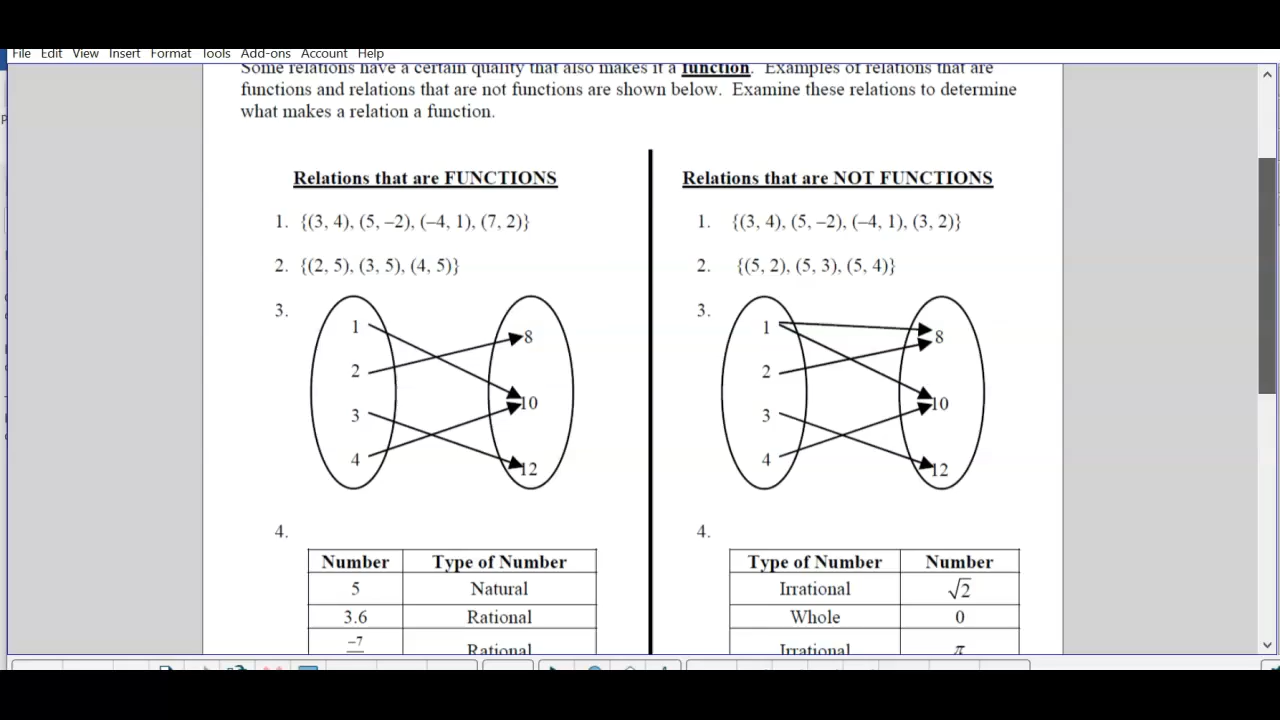 File Edit View Insert Format Tools Add-ons Account Help
Some relations have a certain quality that also makes it a function. Examples of relations that are
functions and relations that are not functions are shown below. Examine these relations to determine
what makes a relation a function.
Relations that are FUNCTIONS
1. {(3, 4), (5, –2), (–4, 1), (7, 2)}
2. {(2, 5), (3, 5), (4, 5)}
3.
1
2
3
4
8
10
12
4.
Number Type of Number
5 Natural
3.6 Rational
–7 Rational
Relations that are NOT FUNCTIONS
1. {(3, 4), (5, –2), (–4, 1), (3, 2)}
2. {(5, 2), (5, 3), (5, 4)}
3.
1
2
3
4
8
10
12
4.
Type of Number Number
Irrational √2
Whole 0
Irrational π